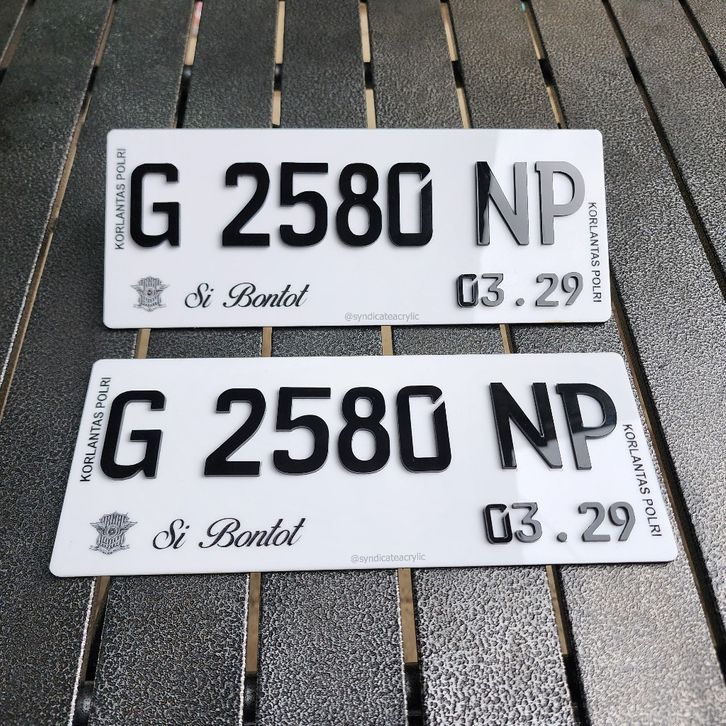 KORLANTAS POLRI
G 2580 NP
KORLANTAS POLRI
Si Bontot
03.29
@syndicateacrylic
KORLANTAS POLRI
G 2580 NP
KORLANTAS POLRI
Si Bontot
03.29
@syndicateacrylic